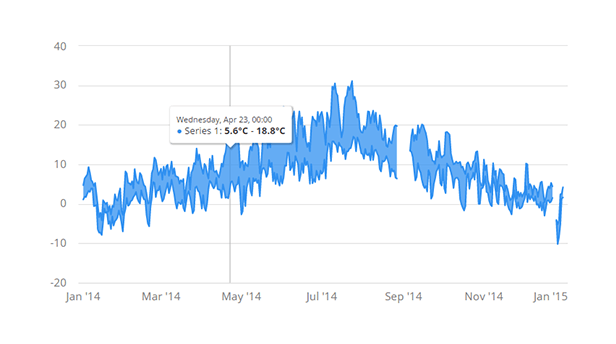 40
30
Wednesday, Apr 23, 00:00
● Series 1: 5.6°C - 18.8°C
20
10
0
-10
-20
Jan '14 Mar '14 May '14 Jul '14 Sep '14 Nov '14 Jan '15